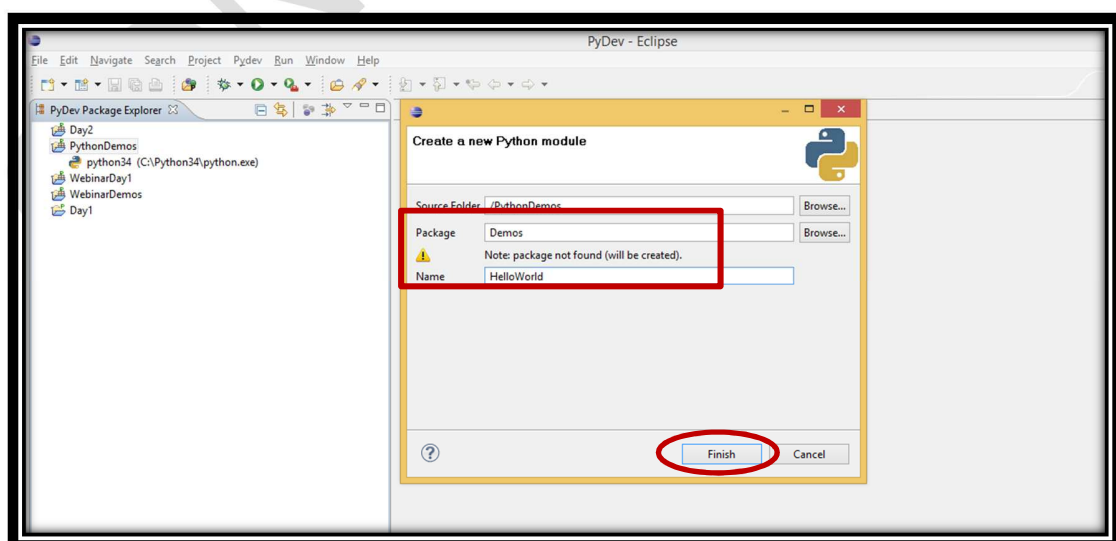 PyDev - Eclipse
File Edit Navigate Search Project Pydev Run Window Help
PyDev Package Explorer
Day2
PythonDemos
python34 (C:\Python34\python.exe)
WebinarDay1
WebinarDemos
Day1
Create a new Python module
Source Folder /PythonDemos Browse...
Package Demos Browse...
Note: package not found (will be created).
Name HelloWorld
Finish Cancel